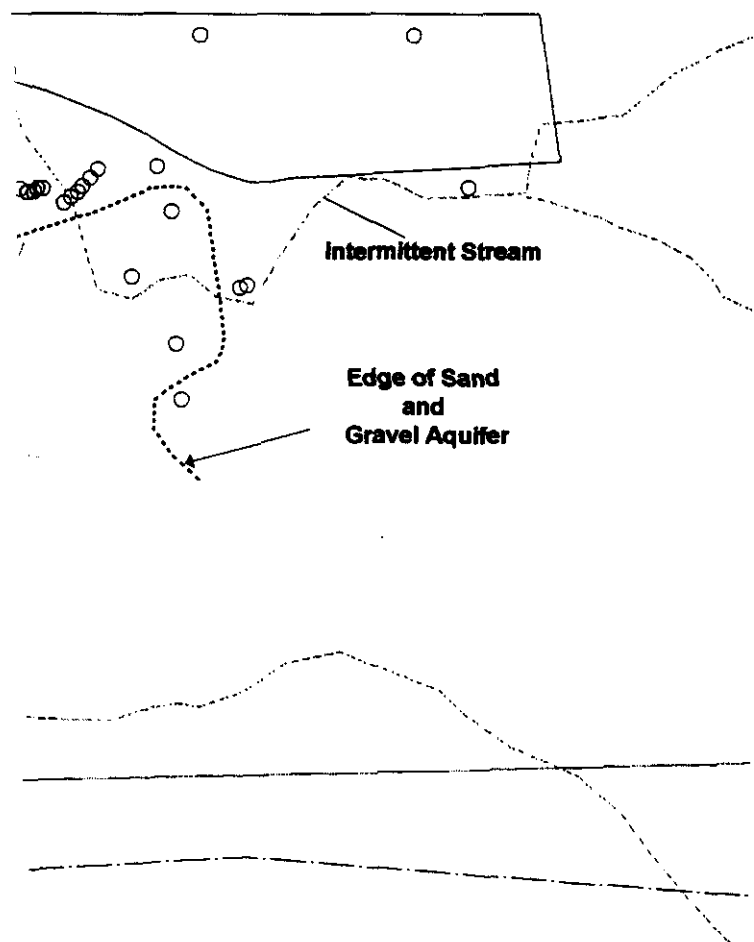 Intermittent Stream
Edge of Sand
and
Gravel Aquifer